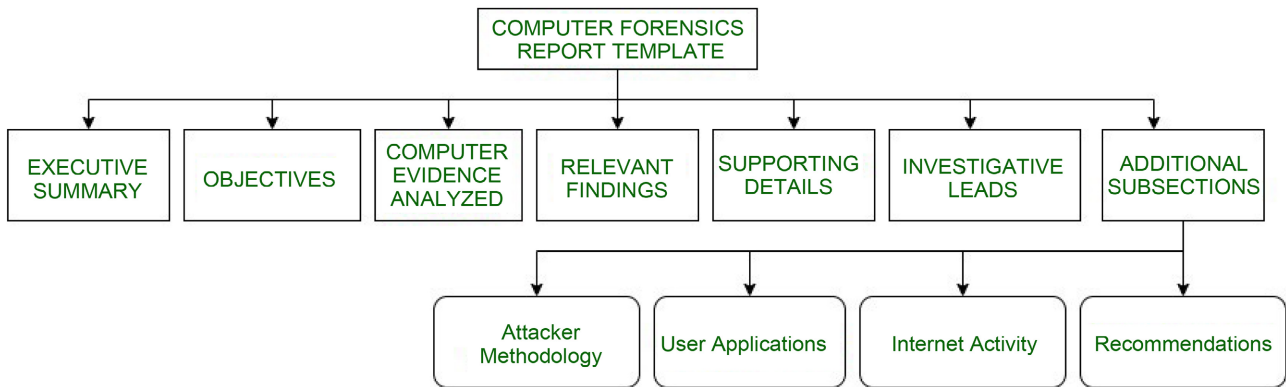 COMPUTER FORENSICS
REPORT TEMPLATE
EXECUTIVE
SUMMARY
OBJECTIVES
COMPUTER
EVIDENCE
ANALYZED
RELEVANT
FINDINGS
SUPPORTING
DETAILS
INVESTIGATIVE
LEADS
ADDITIONAL
SUBSECTIONS
Attacker
Methodology
User Applications
Internet Activity
Recommendations